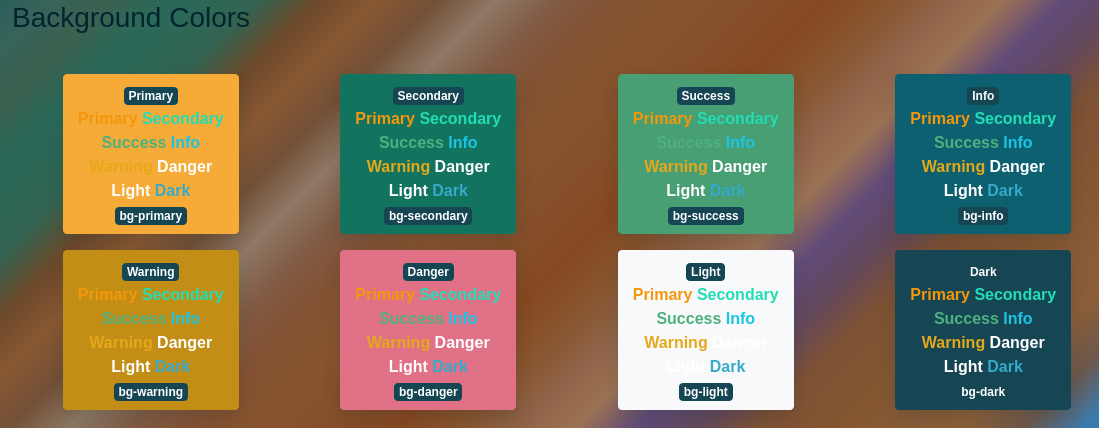 Background Colors
Primary
Primary Secondary
Success Info
Warning Danger
Light Dark
bg-primary
Secondary
Primary Secondary
Success Info
Warning Danger
Light Dark
bg-secondary
Success
Primary Secondary
Success Info
Warning Danger
Light Dark
bg-success
Info
Primary Secondary
Success Info
Warning Danger
Light Dark
bg-info
Warning
Primary Secondary
Success Info
Warning Danger
Light Dark
bg-warning
Danger
Primary Secondary
Success Info
Warning Danger
Light Dark
bg-danger
Light
Primary Secondary
Success Info
Warning Danger
Light Dark
bg-light
Dark
Primary Secondary
Success Info
Warning Danger
Light Dark
bg-dark